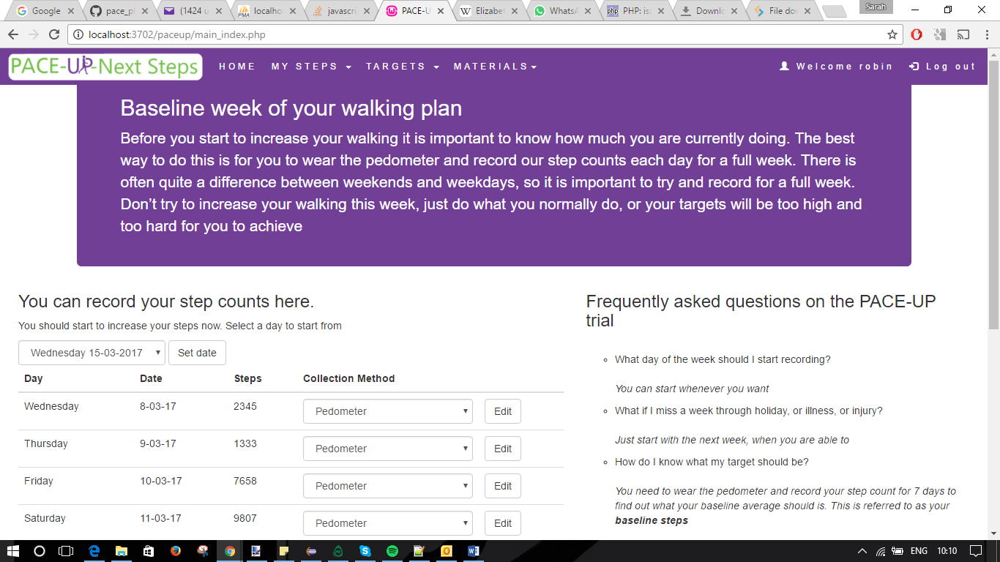 Google
pace_pl
(1424 u
localho
javascri
PACE-U
Elizabet
WhatsA
PHP: iss
Downlo
File dov
Sarah
localhost:3702/paceup/main_index.php
PACE-UP-Next Steps HOME MY STEPS TARGETS MATERIALS Welcome robin Log out
Baseline week of your walking plan
Before you start to increase your walking it is important to know how much you are currently doing. The best
way to do this is for you to wear the pedometer and record our step counts each day for a full week. There is
often quite a difference between weekends and weekdays, so it is important to try and record for a full week.
Don’t try to increase your walking this week, just do what you normally do, or your targets will be too high and
too hard for you to achieve
You can record your step counts here.
You should start to increase your steps now. Select a day to start from
Wednesday 15-03-2017 Set date
Day Date Steps Collection Method
Wednesday 8-03-17 2345 Pedometer Edit
Thursday 9-03-17 1333 Pedometer Edit
Friday 10-03-17 7658 Pedometer Edit
Saturday 11-03-17 9807 Pedometer Edit
Frequently asked questions on the PACE-UP
trial
What day of the week should I start recording?
You can start whenever you want
What if I miss a week through holiday, or illness, or injury?
Just start with the next week, when you are able to
How do I know what my target should be?
You need to wear the pedometer and record your step count for 7 days to
find out what your baseline average should is. This is referred to as your
baseline steps
ENG 10:10